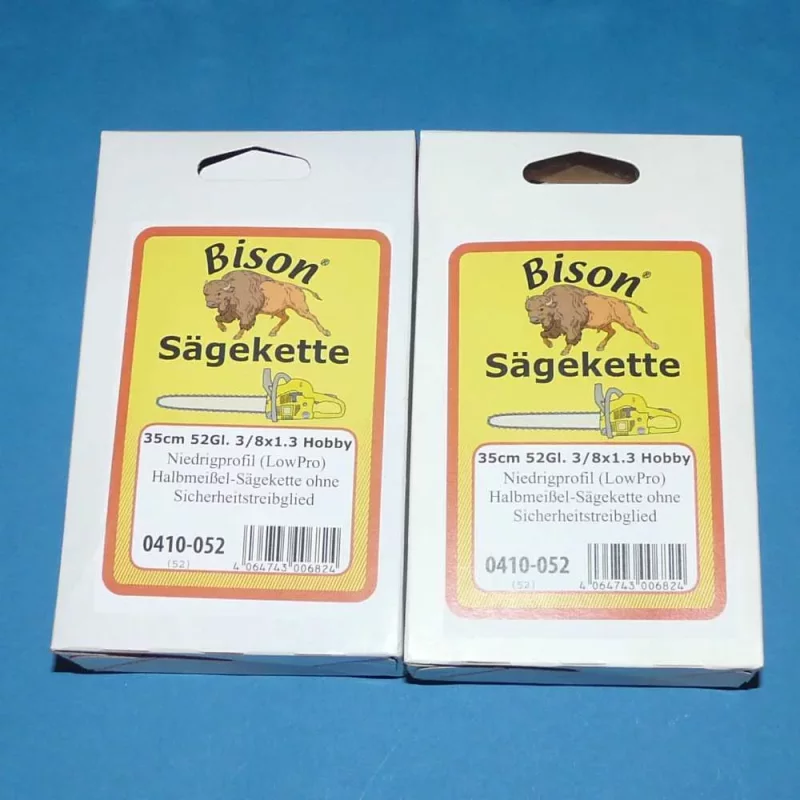 Bison®
Sägekette
35cm 52Gl. 3/8x1.3 Hobby
Niedrigprofil (LowPro)
Halbmeißel-Sägekette ohne
Sicherheitstreibglied
0410-052
(52)
4 064743 006824
Bison®
Sägekette
35cm 52Gl. 3/8x1.3 Hobby
Niedrigprofil (LowPro)
Halbmeißel-Sägekette ohne
Sicherheitstreibglied
0410-052
(52)
4 064743 006824